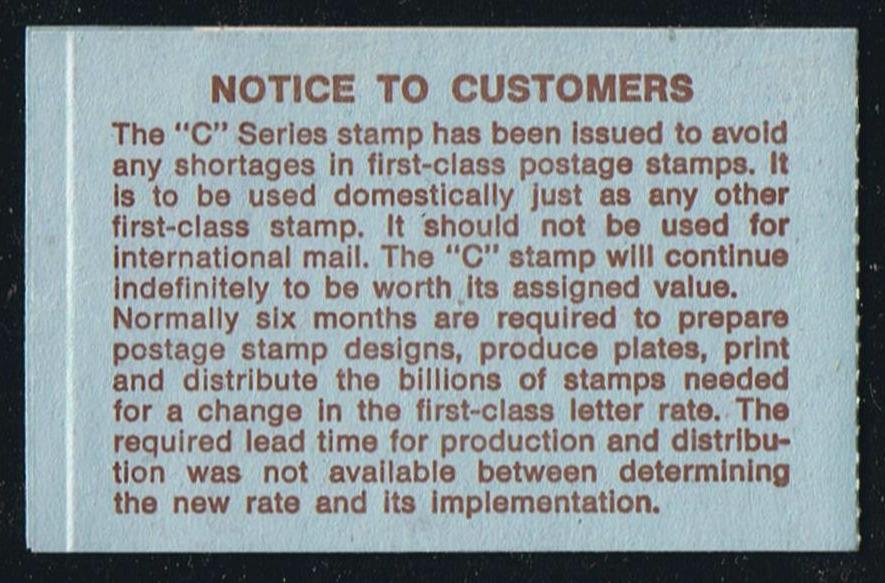 NOTICE TO CUSTOMERS
The “C” Series stamp has been issued to avoid
any shortages in first-class postage stamps. It
is to be used domestically just as any other
first-class stamp. It should not be used for
international mail. The “C” stamp will continue
indefinitely to be worth its assigned value.
Normally six months are required to prepare
postage stamp designs, produce plates, print
and distribute the billions of stamps needed
for a change in the first-class letter rate. The
required lead time for production and distribu-
tion was not available between determining
the new rate and its implementation.